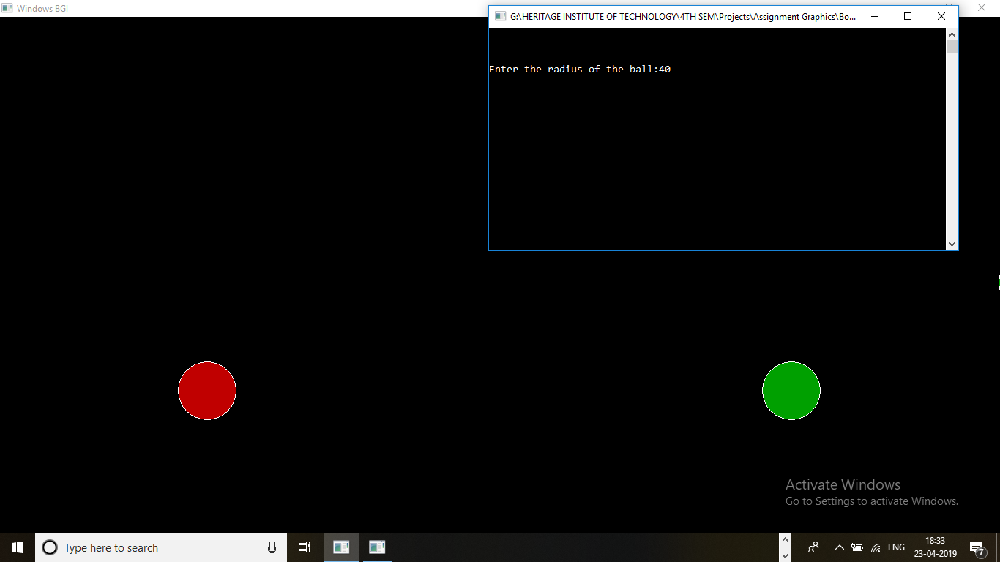 Windows BGI
G:\HERITAGE INSTITUTE OF TECHNOLOGY\4TH SEM\Projects\Assignment Graphics\Bo...
Enter the radius of the ball:40
Activate Windows
Go to Settings to activate Windows.
Type here to search
ENG
18:33
23-04-2019
7